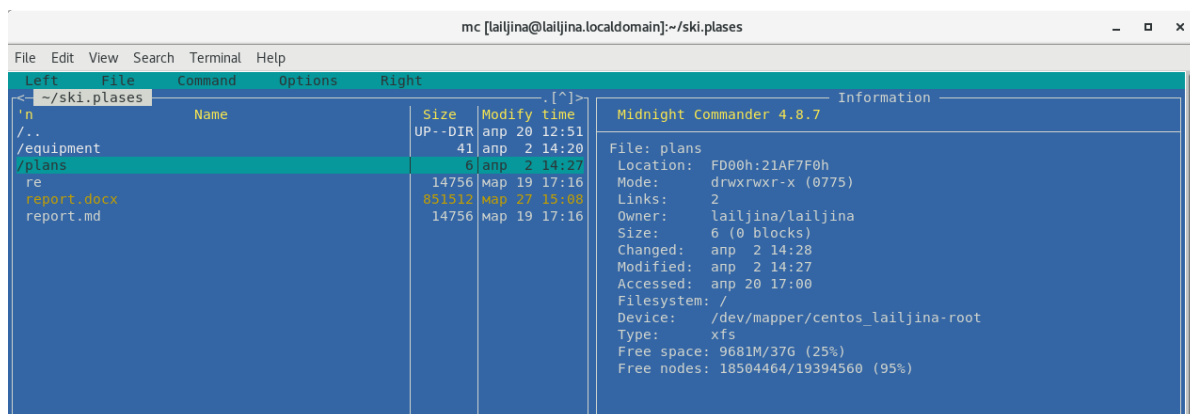 mc [lailjina@lailjina.localdomain]:~/ski.plases
File Edit View Search Terminal Help
Left File Command Options Right
<- ~/ski.plases .[^]>
'n Name Size Modify time
/.. UP--DIR апр 20 12:51
/equipment 41 апр 2 14:20
/plans 6 апр 2 14:27
re 14756 мар 19 17:16
report.docx 851512 мар 27 15:08
report.md 14756 мар 19 17:16
Information
Midnight Commander 4.8.7
File: plans
Location: FD00h:21AF7F0h
Mode: drwxrwxr-x (0775)
Links: 2
Owner: lailjina/lailjina
Size: 6 (0 blocks)
Changed: апр 2 14:28
Modified: апр 2 14:27
Accessed: апр 20 17:00
Filesystem: /
Device: /dev/mapper/centos_lailjina-root
Type: xfs
Free space: 9681M/37G (25%)
Free nodes: 18504464/19394560 (95%)